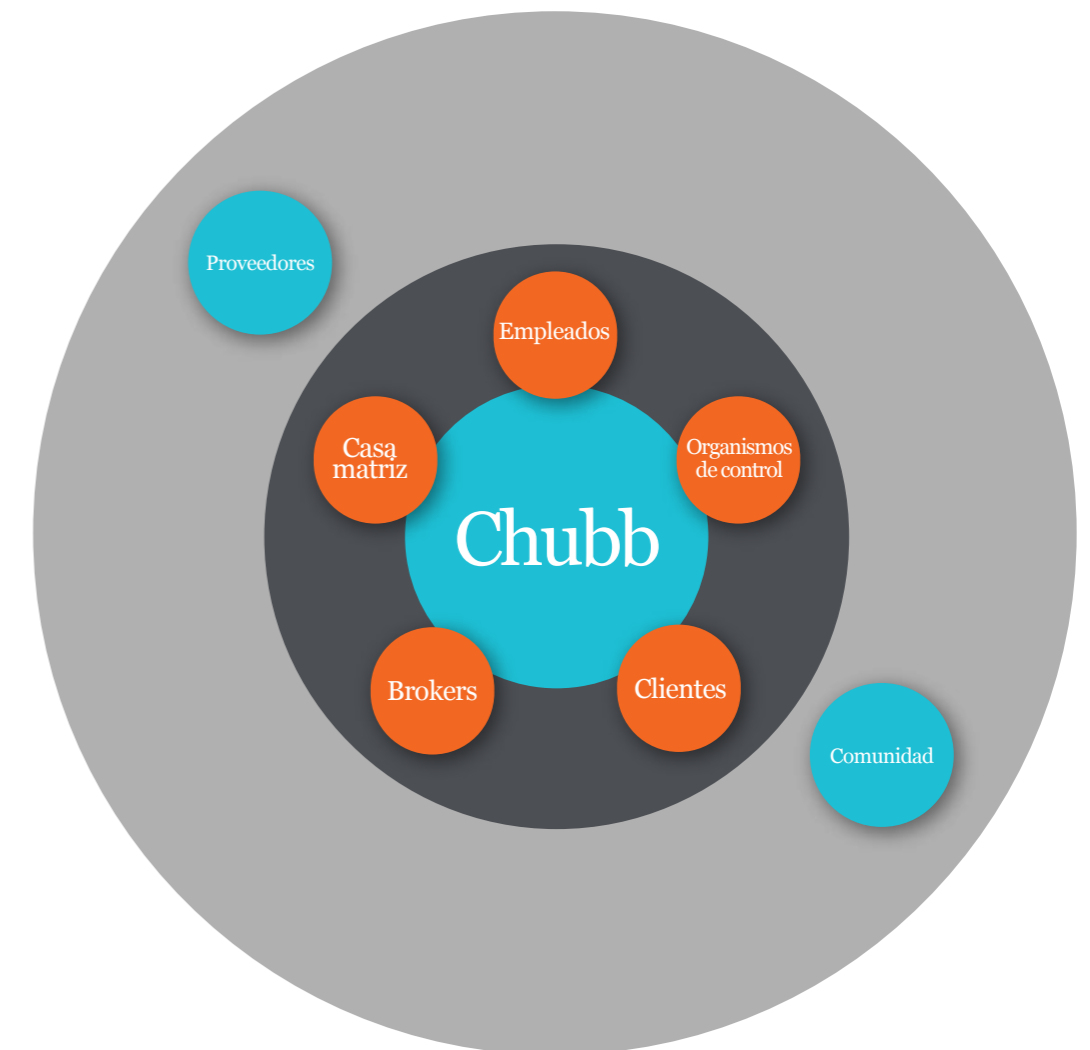 Proveedores
Empleados
Casa
matriz
Organismos
de control
Chubb
Brokers
Clientes
Comunidad